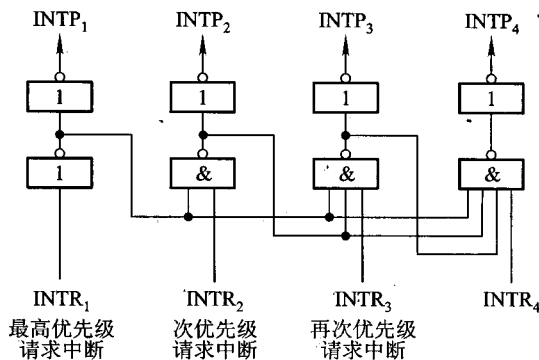 INTP₁ INTP₂ INTP₃ INTP₄
1 1 1 1
1 & & &
INTR₁ INTR₂ INTR₃ INTR₄
最高优先级 次优先级 再次优先级
请求中断 请求中断 请求中断